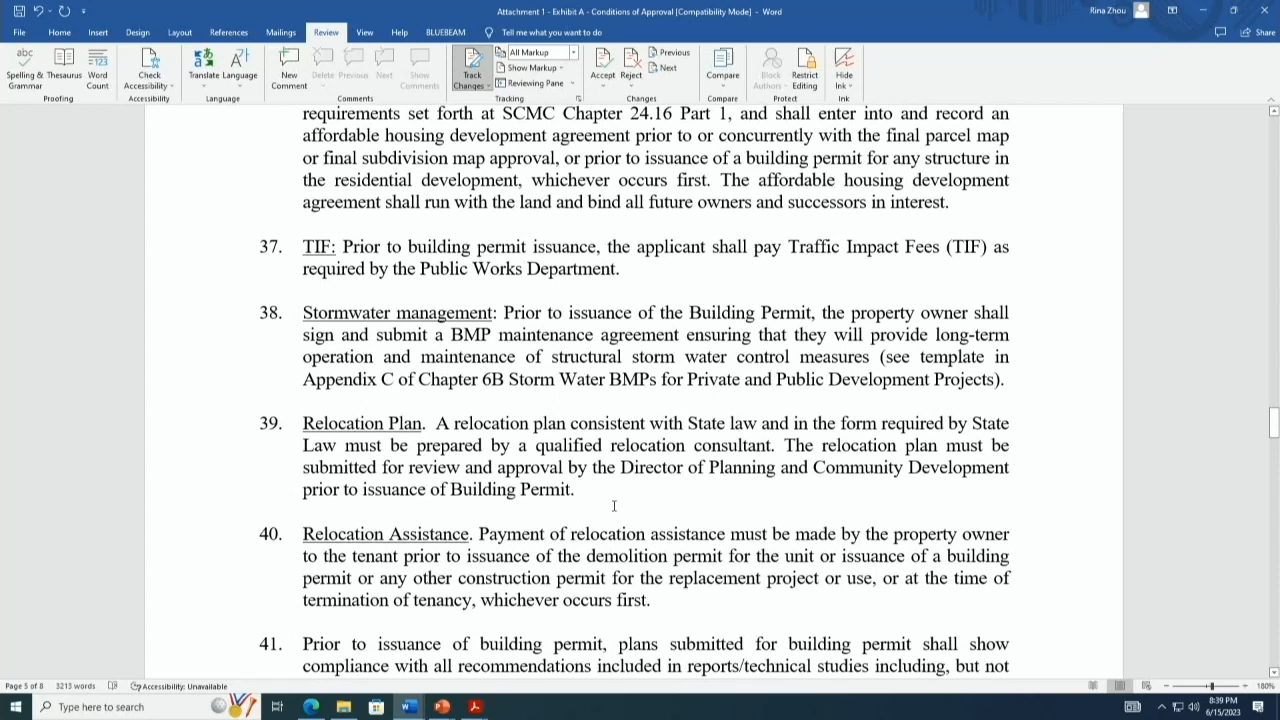 Attachment 1 - Exhibit A - Conditions of Approval [Compatibility Mode] - Word
Rina Zhou
File Home Insert Design Layout References Mailings Review View Help BLUEBEAM Tell me what you want to do Share
abc
123
Spelling & Grammar
Thesaurus
Word Count
Check Accessibility
Translate
Language
New Comment
Delete
Previous
Next
Show Comments
Track Changes
All Markup
Show Markup
Reviewing Pane
Accept
Reject
Previous
Next
Compare
Block Authors
Restrict Editing
Hide Ink
Proofing Accessibility Language Comments Tracking Changes Compare Protect Ink
requirements set forth at SCMC Chapter 24.16 Part 1, and shall enter into and record an
affordable housing development agreement prior to or concurrently with the final parcel map
or final subdivision map approval, or prior to issuance of a building permit for any structure in
the residential development, whichever occurs first. The affordable housing development
agreement shall run with the land and bind all future owners and successors in interest.
37. TIF: Prior to building permit issuance, the applicant shall pay Traffic Impact Fees (TIF) as
required by the Public Works Department.
38. Stormwater management: Prior to issuance of the Building Permit, the property owner shall
sign and submit a BMP maintenance agreement ensuring that they will provide long-term
operation and maintenance of structural storm water control measures (see template in
Appendix C of Chapter 6B Storm Water BMPs for Private and Public Development Projects).
39. Relocation Plan. A relocation plan consistent with State law and in the form required by State
Law must be prepared by a qualified relocation consultant. The relocation plan must be
submitted for review and approval by the Director of Planning and Community Development
prior to issuance of Building Permit.
40. Relocation Assistance. Payment of relocation assistance must be made by the property owner
to the tenant prior to issuance of the demolition permit for the unit or issuance of a building
permit or any other construction permit for the replacement project or use, or at the time of
termination of tenancy, whichever occurs first.
41. Prior to issuance of building permit, plans submitted for building permit shall show
compliance with all recommendations included in reports/technical studies including, but not
Page 5 of 8 3213 words Accessibility: Unavailable 180%
Type here to search
8:39 PM
6/15/2023